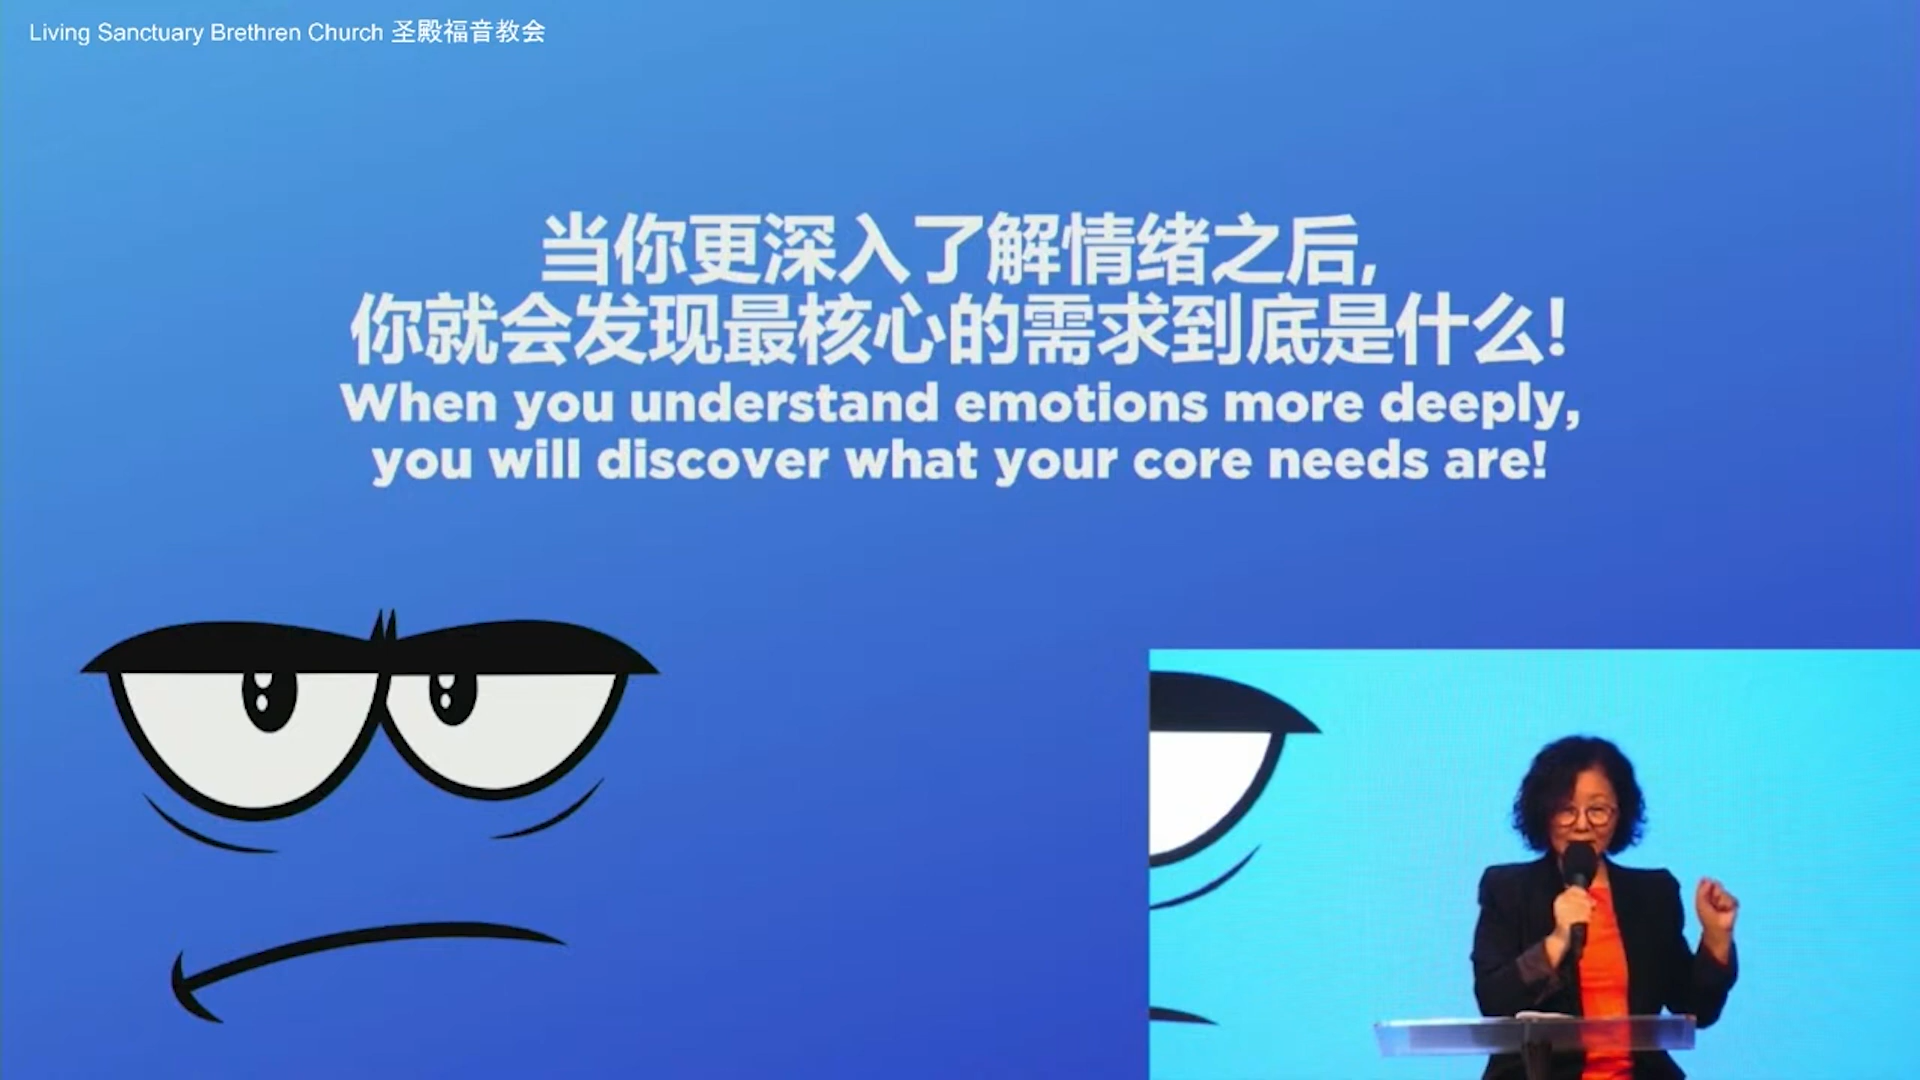 Living Sanctuary Brethren Church 圣殿福音教会
当你更深入了解情绪之后,
你就会发现最核心的需求到底是什么!
When you understand emotions more deeply,
you will discover what your core needs are!